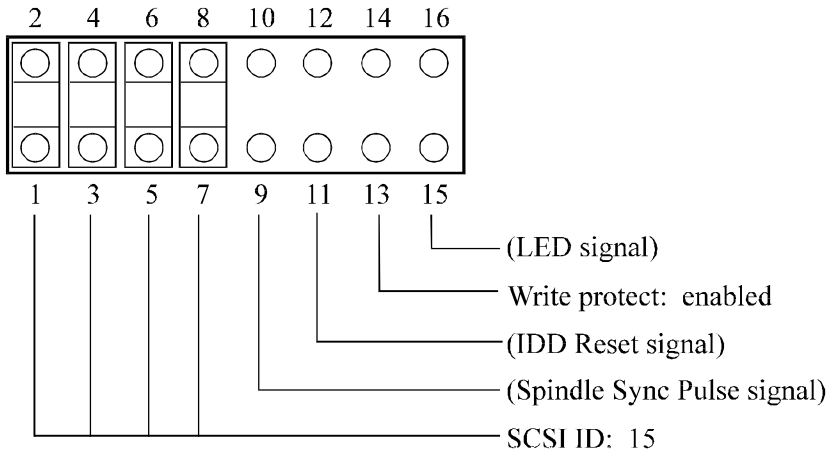 2 4 6 8 10 12 14 16
1 3 5 7 9 11 13 15
(LED signal)
Write protect: enabled
(IDD Reset signal)
(Spindle Sync Pulse signal)
SCSI ID: 15